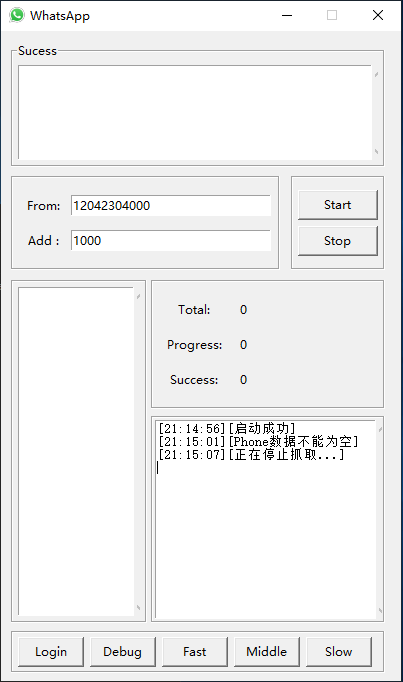 WhatsApp
Sucess
From: 12042304000
Add : 1000
Start
Stop
Total: 0
Progress: 0
Success: 0
[21:14:56][启动成功]
[21:15:01][Phone数据不能为空]
[21:15:07][正在停止抓取...]
Login Debug Fast Middle Slow